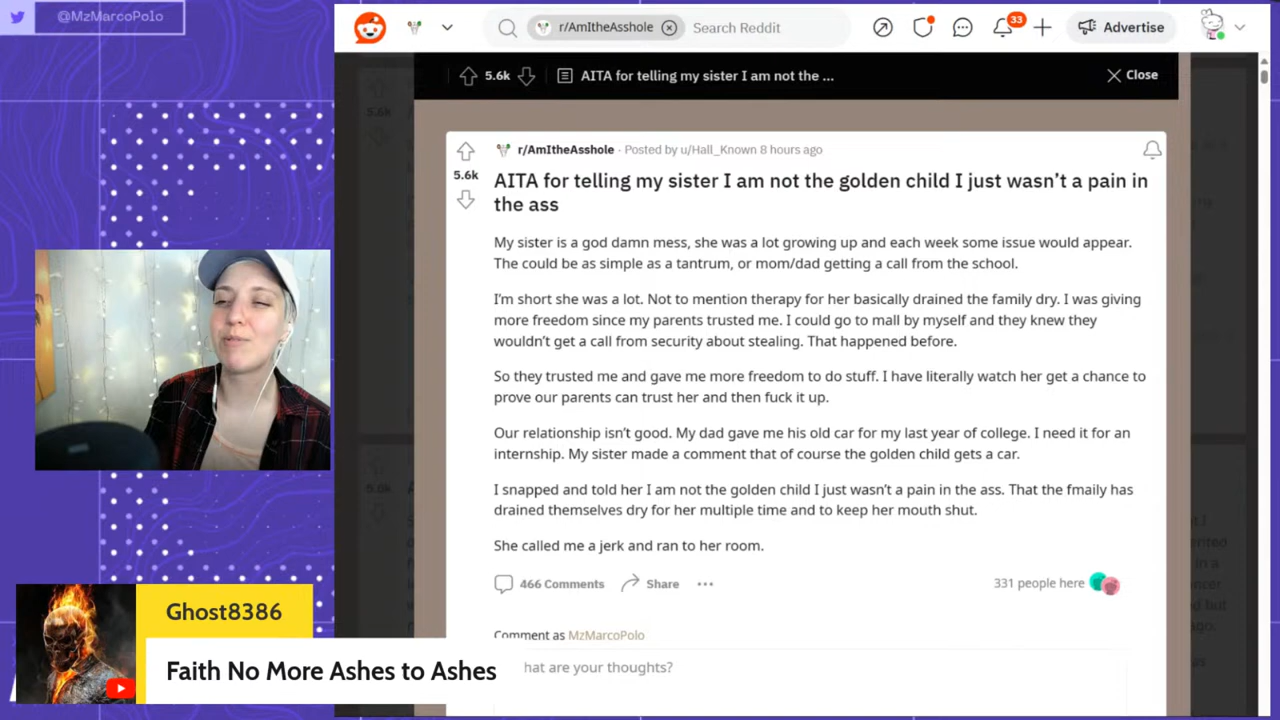 @MzMarcoPolo
r/AmItheAsshole
Search Reddit
33
Advertise
5.6k
AITA for telling my sister I am not the ...
Close
5.6k
r/AmItheAsshole · Posted by u/Hall_Known 8 hours ago
5.6k
AITA for telling my sister I am not the golden child I just wasn't a pain in
the ass
My sister is a god damn mess, she was a lot growing up and each week some issue would appear.
The could be as simple as a tantrum, or mom/dad getting a call from the school.
I'm short she was a lot. Not to mention therapy for her basically drained the family dry. I was giving
more freedom since my parents trusted me. I could go to mall by myself and they knew they
wouldn't get a call from security about stealing. That happened before.
So they trusted me and gave me more freedom to do stuff. I have literally watch her get a chance to
prove our parents can trust her and then fuck it up.
Our relationship isn't good. My dad gave me his old car for my last year of college. I need it for an
internship. My sister made a comment that of course the golden child gets a car.
I snapped and told her I am not the golden child I just wasn't a pain in the ass. That the fmaily has
drained themselves dry for her multiple time and to keep her mouth shut.
She called me a jerk and ran to her room.
466 Comments
Share
331 people here
Comment as MzMarcoPolo
hat are your thoughts?
Ghost8386
Faith No More Ashes to Ashes